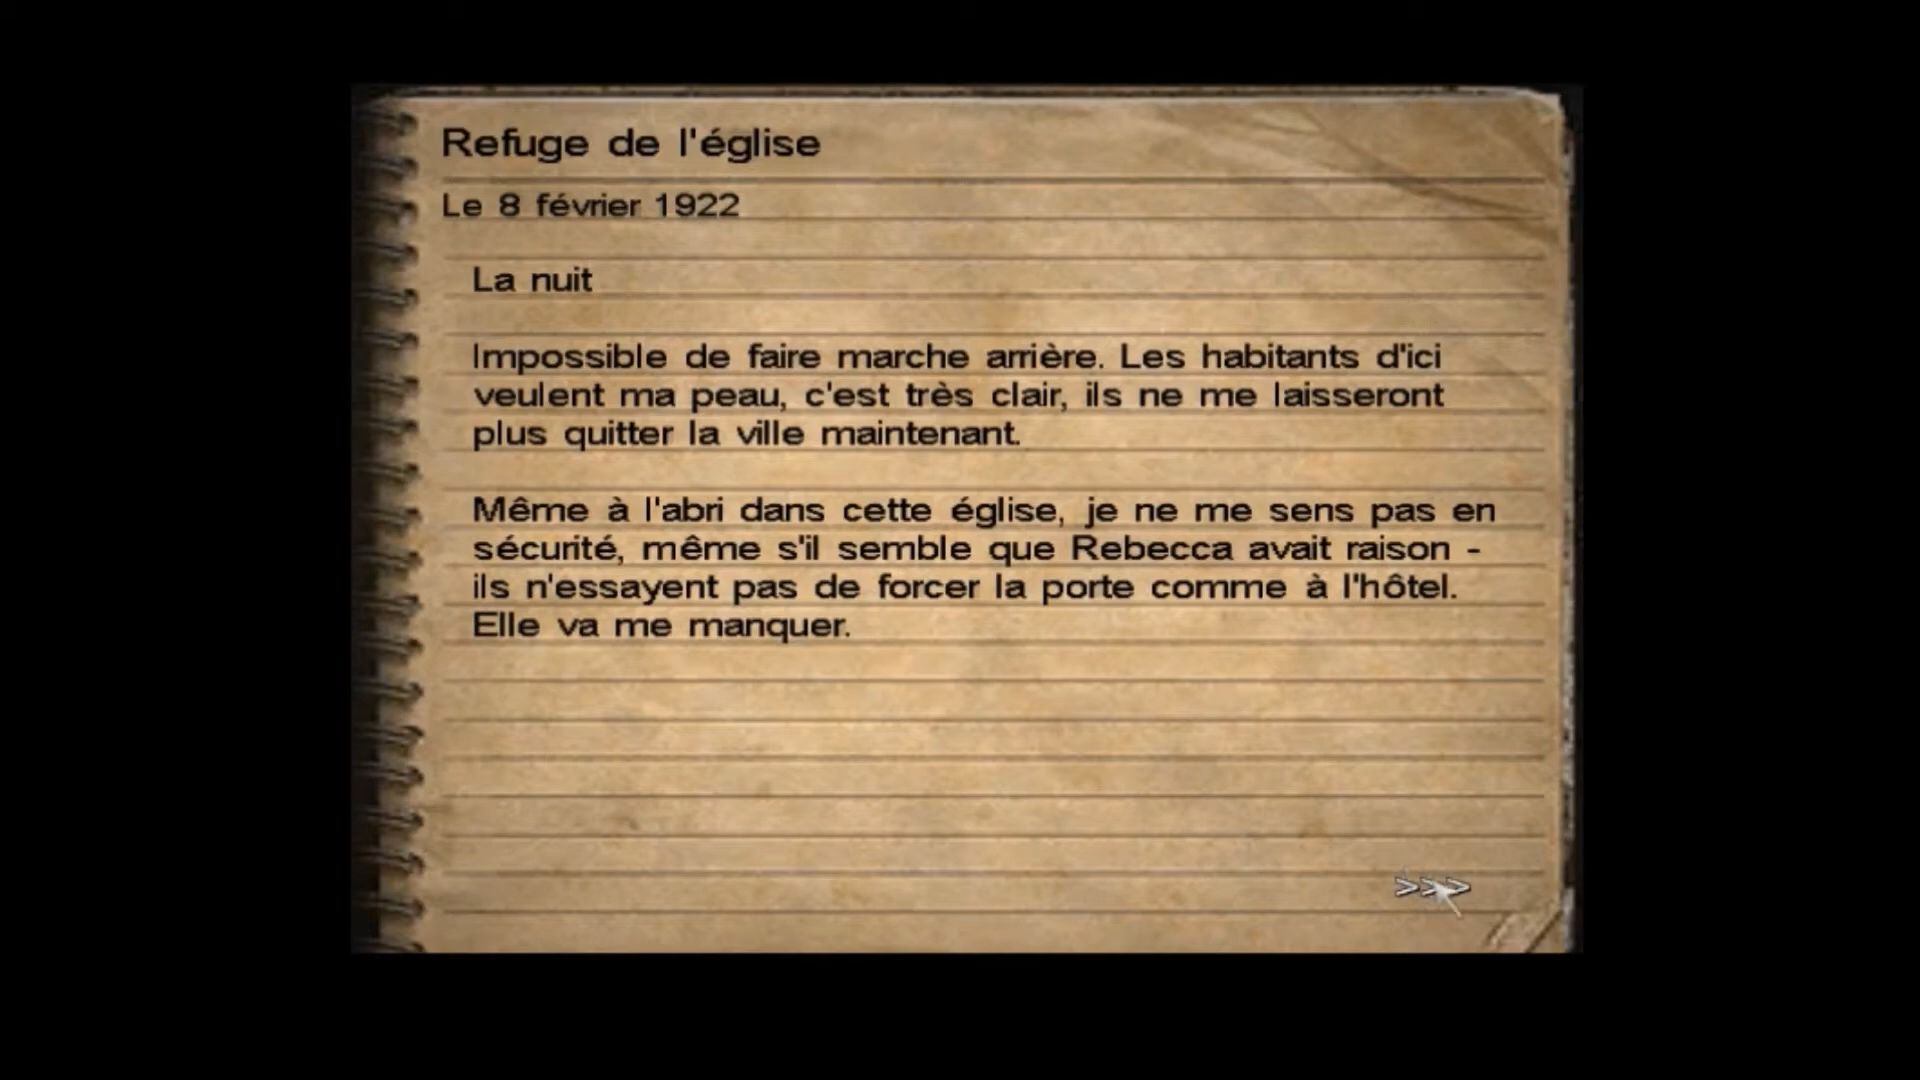 Refuge de l'église
Le 8 février 1922
La nuit
Impossible de faire marche arrière. Les habitants d'ici
veulent ma peau, c'est très clair, ils ne me laisseront
plus quitter la ville maintenant.
Même à l'abri dans cette église, je ne me sens pas en
sécurité, même s'il semble que Rebecca avait raison -
ils n'essayent pas de forcer la porte comme à l'hôtel.
Elle va me manquer.
>>>